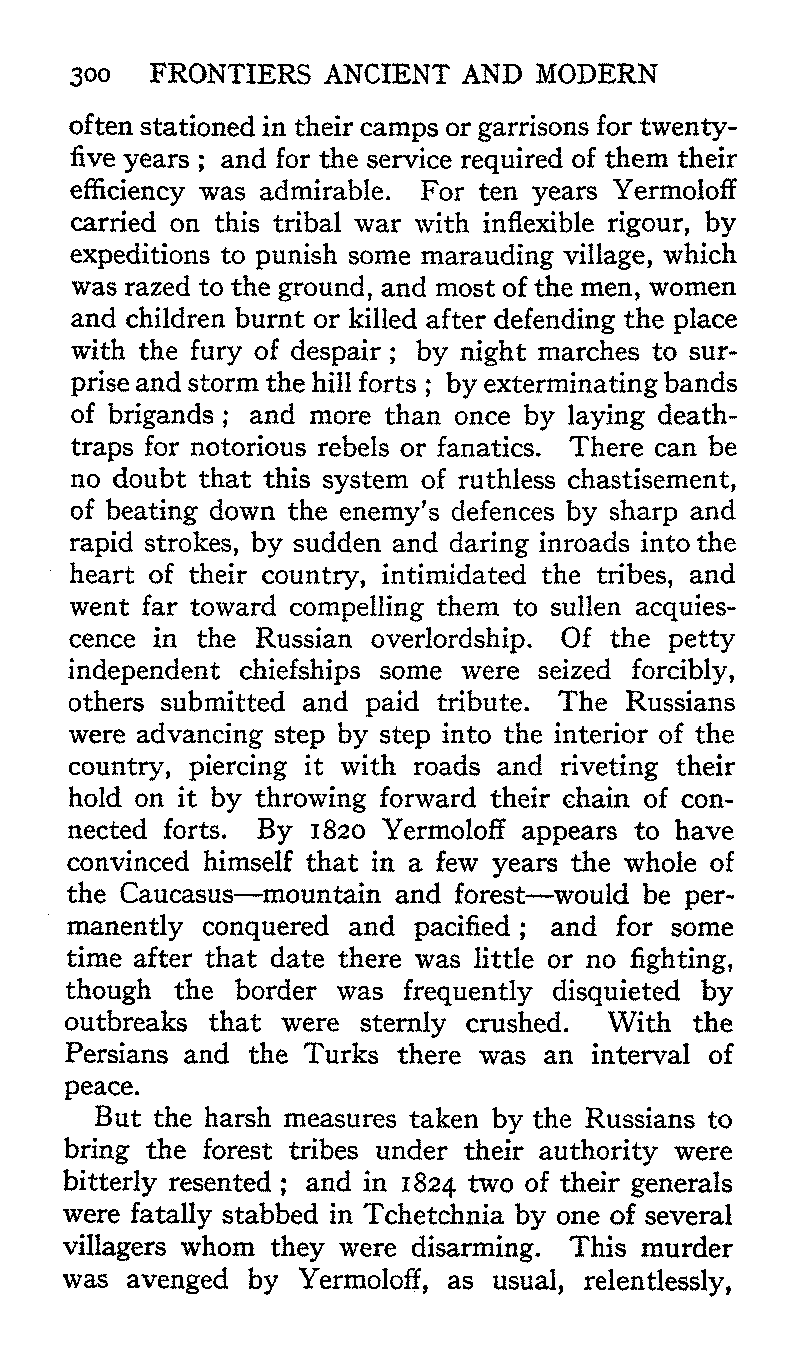 300 FRONTIERS ANCIENT AND MODERN
often stationed in their camps or garrisons for twenty-
five years ; and for the service required of them their
efficiency was admirable. For ten years Yermoloff
carried on this tribal war with inflexible rigour, by
expeditions to punish some marauding village, which
was razed to the ground, and most of the men, women
and children burnt or killed after defending the place
with the fury of despair ; by night marches to sur-
prise and storm the hill forts ; by exterminating bands
of brigands ; and more than once by laying death-
traps for notorious rebels or fanatics. There can be
no doubt that this system of ruthless chastisement,
of beating down the enemy's defences by sharp and
rapid strokes, by sudden and daring inroads into the
heart of their country, intimidated the tribes, and
went far toward compelling them to sullen acquies-
cence in the Russian overlordship. Of the petty
independent chiefships some were seized forcibly,
others submitted and paid tribute. The Russians
were advancing step by step into the interior of the
country, piercing it with roads and riveting their
hold on it by throwing forward their chain of con-
nected forts. By 1820 Yermoloff appears to have
convinced himself that in a few years the whole of
the Caucasus—mountain and forest—would be per-
manently conquered and pacified ; and for some
time after that date there was little or no fighting,
though the border was frequently disquieted by
outbreaks that were sternly crushed. With the
Persians and the Turks there was an interval of
peace.
But the harsh measures taken by the Russians to
bring the forest tribes under their authority were
bitterly resented ; and in 1824 two of their generals
were fatally stabbed in Tchetchnia by one of several
villagers whom they were disarming. This murder
was avenged by Yermoloff, as usual, relentlessly,